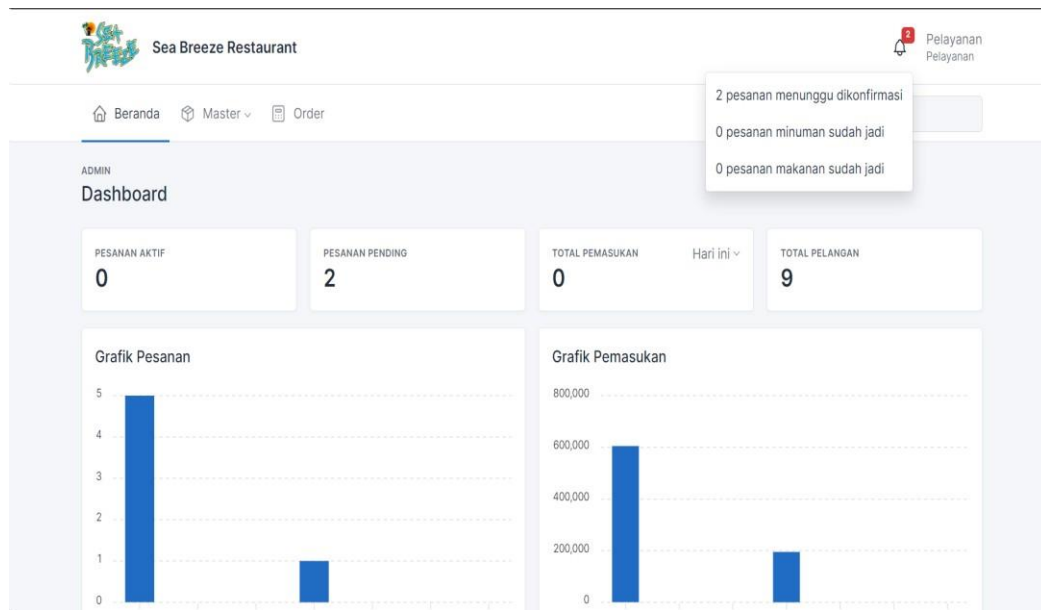 Sea Breeze
Sea Breeze Restaurant
2
Pelayanan
Pelayanan
Beranda
Master
Order
2 pesanan menunggu dikonfirmasi
0 pesanan minuman sudah jadi
0 pesanan makanan sudah jadi
ADMIN
Dashboard
PESANAN AKTIF
0
PESANAN PENDING
2
TOTAL PEMASUKAN
Hari ini
0
TOTAL PELANGAN
9
Grafik Pesanan
5
4
3
2
1
0
Grafik Pemasukan
800,000
600,000
400,000
200,000
0